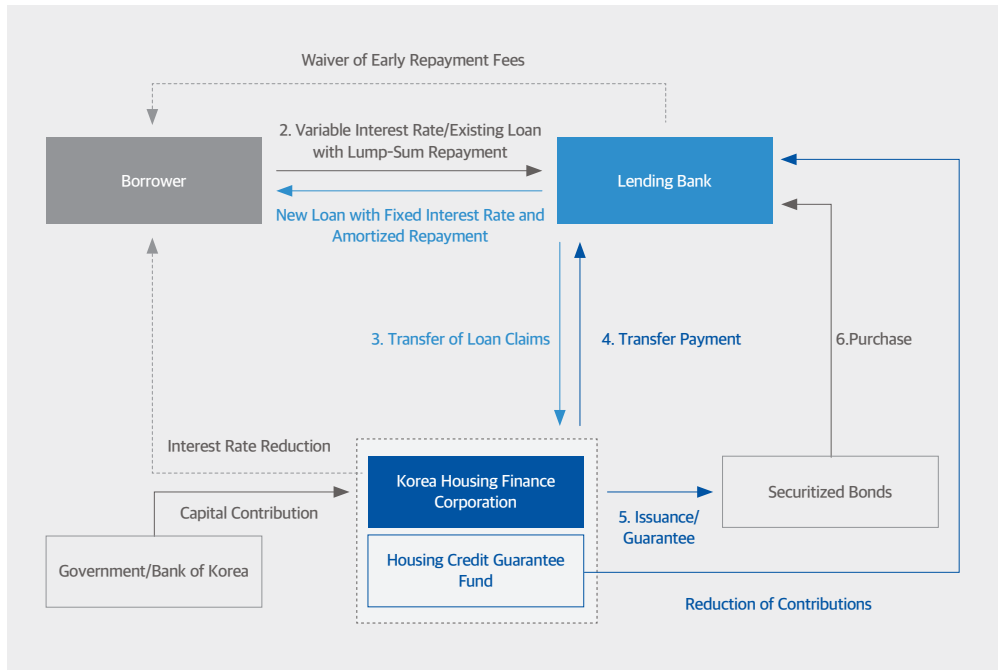 Waiver of Early Repayment Fees
2. Variable Interest Rate/Existing Loan
with Lump-Sum Repayment
Borrower
Lending Bank
New Loan with Fixed Interest Rate and
Amortized Repayment
3. Transfer of Loan Claims
4. Transfer Payment
6.Purchase
Interest Rate Reduction
Korea Housing Finance
Corporation
Securitized Bonds
Capital Contribution
5. Issuance/
Guarantee
Government/Bank of Korea
Housing Credit Guarantee
Fund
Reduction of Contributions